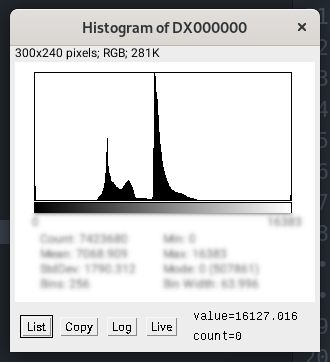 Histogram of DX000000
300x240 pixels; RGB; 281K
0 16383
Count: 7423680 Min: 0
Mean: 7068.909 Max: 16383
StdDev: 1790.312 Mode: 0 (507861)
Bins: 256 Bin Width: 63.996
value=16127.016
List Copy Log Live
count=0